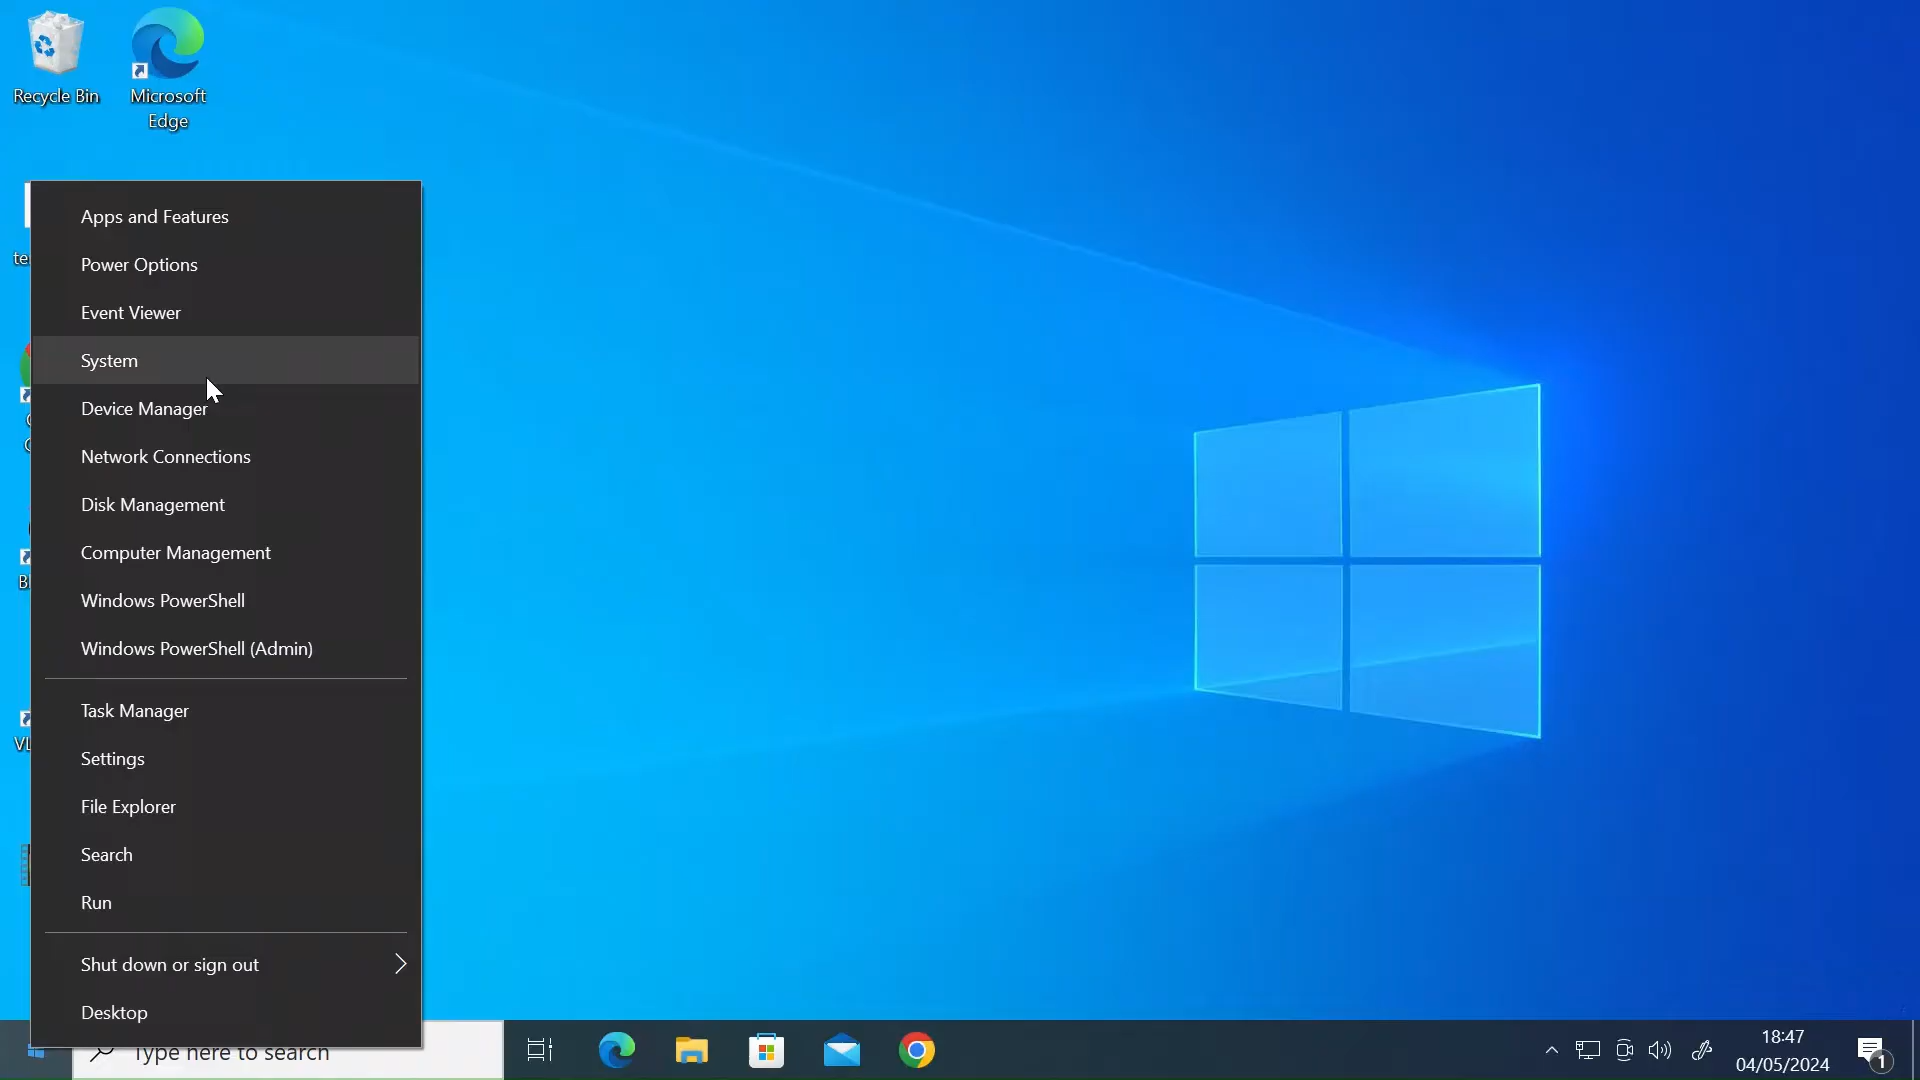 Recycle Bin
Microsoft
Edge
Apps and Features
Power Options
Event Viewer
System
Device Manager
Network Connections
Disk Management
Computer Management
Windows PowerShell
Windows PowerShell (Admin)
Task Manager
Settings
File Explorer
Search
Run
Shut down or sign out
Desktop
Type here to search
18:47
04/05/2024
1